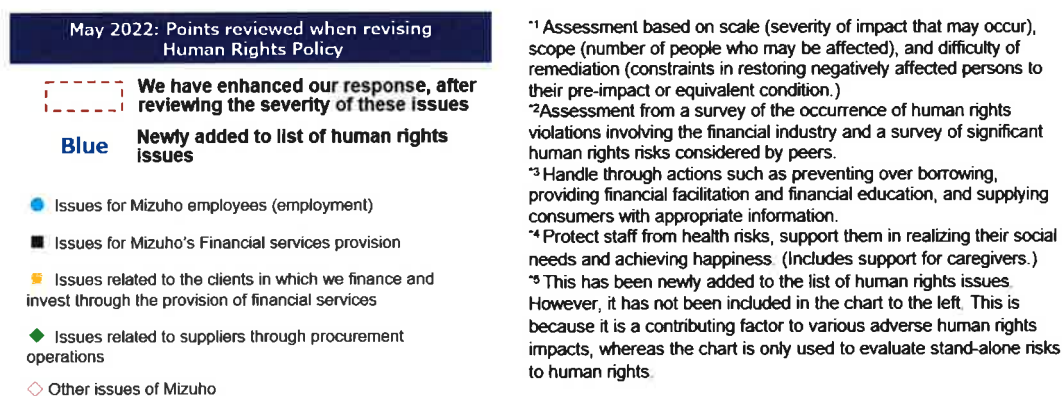 May 2022: Points reviewed when revising
Human Rights Policy
We have enhanced our response, after
reviewing the severity of these issues
Blue
Newly added to list of human rights
issues
Issues for Mizuho employees (employment)
Issues for Mizuho's Financial services provision
Issues related to the clients in which we finance and
invest through the provision of financial services
Issues related to suppliers through procurement
operations
Other issues of Mizuho
*1 Assessment based on scale (severity of impact that may occur),
scope (number of people who may be affected), and difficulty of
remediation (constraints in restoring negatively affected persons to
their pre-impact or equivalent condition.)
*2Assessment from a survey of the occurrence of human rights
violations involving the financial industry and a survey of significant
human rights risks considered by peers.
*3 Handle through actions such as preventing over borrowing,
providing financial facilitation and financial education, and supplying
consumers with appropriate information.
*4 Protect staff from health risks, support them in realizing their social
needs and achieving happiness. (Includes support for caregivers.)
*5 This has been newly added to the list of human rights issues.
However, it has not been included in the chart to the left. This is
because it is a contributing factor to various adverse human rights
impacts, whereas the chart is only used to evaluate stand-alone risks
to human rights.